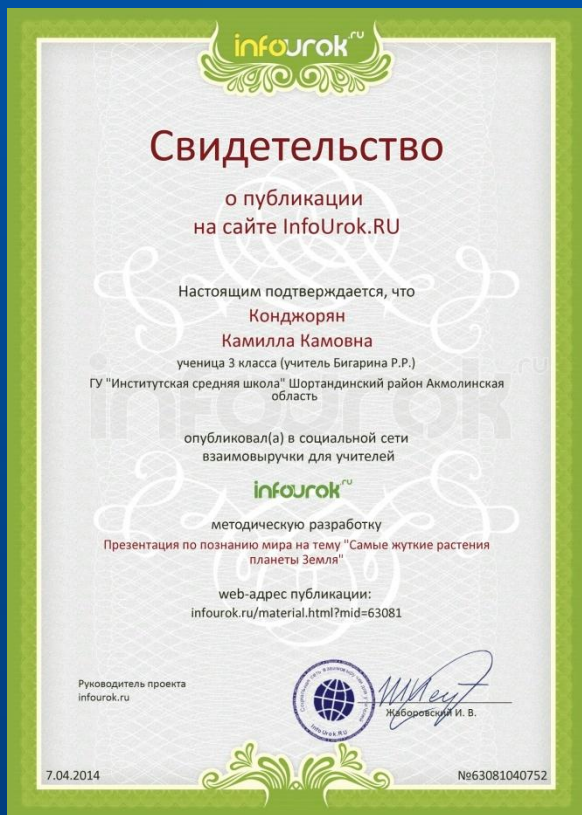 infourok.ru
Свидетельство
о публикации
на сайте InfoUrok.RU
Настоящим подтверждается, что
Конджорян
Камилла Камовна
ученица 3 класса (учитель Бигарина Р.Р.)
ГУ "Институтская средняя школа" Шортандинский район Акмолинская
область
опубликовал(а) в социальной сети
взаимовыручки для учителей
infourok.ru
методическую разработку
Презентация по познанию мира на тему "Самые жуткие растения
планеты Земля"
web-адрес публикации:
infourok.ru/material.html?mid=63081
Руководитель проекта
infourok.ru
InfoUrok.RU
Жаборовский И. В.
7.04.2014
№63081040752